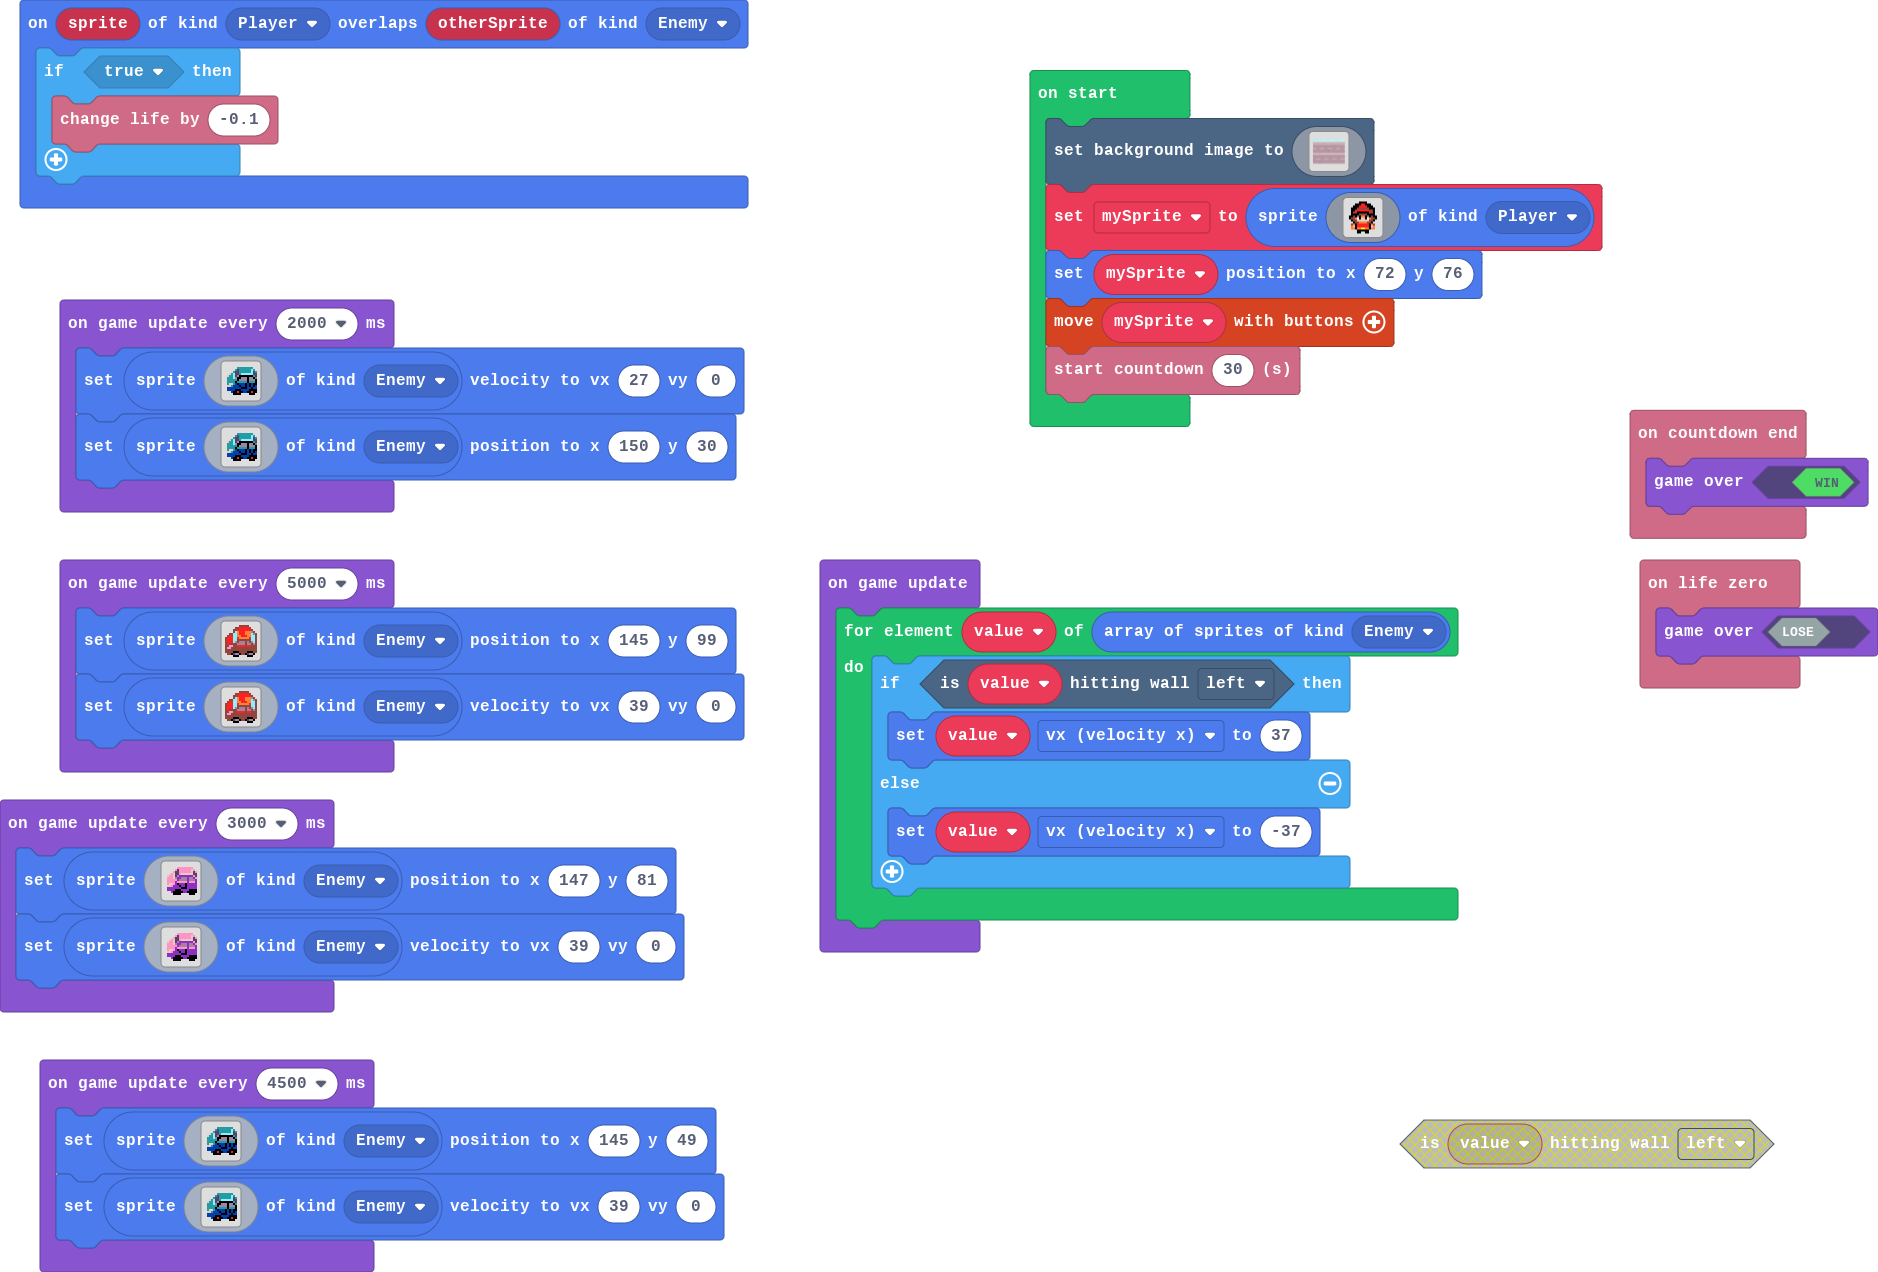 on sprite of kind Player overlaps otherSprite of kind Enemy
if true then
change life by -0.1
on start
set background image to
set mySprite to sprite of kind Player
set mySprite position to x 72 y 76
move mySprite with buttons
start countdown 30 (s)
on game update every 2000 ms
set sprite of kind Enemy velocity to vx 27 vy 0
set sprite of kind Enemy position to x 150 y 30
on countdown end
game over WIN
on game update every 5000 ms
set sprite of kind Enemy position to x 145 y 99
set sprite of kind Enemy velocity to vx 39 vy 0
on game update
for element value of array of sprites of kind Enemy
do
if is value hitting wall left then
set value vx (velocity x) to 37
else
set value vx (velocity x) to -37
on life zero
game over LOSE
on game update every 3000 ms
set sprite of kind Enemy position to x 147 y 81
set sprite of kind Enemy velocity to vx 39 vy 0
on game update every 4500 ms
set sprite of kind Enemy position to x 145 y 49
set sprite of kind Enemy velocity to vx 39 vy 0
is value hitting wall left